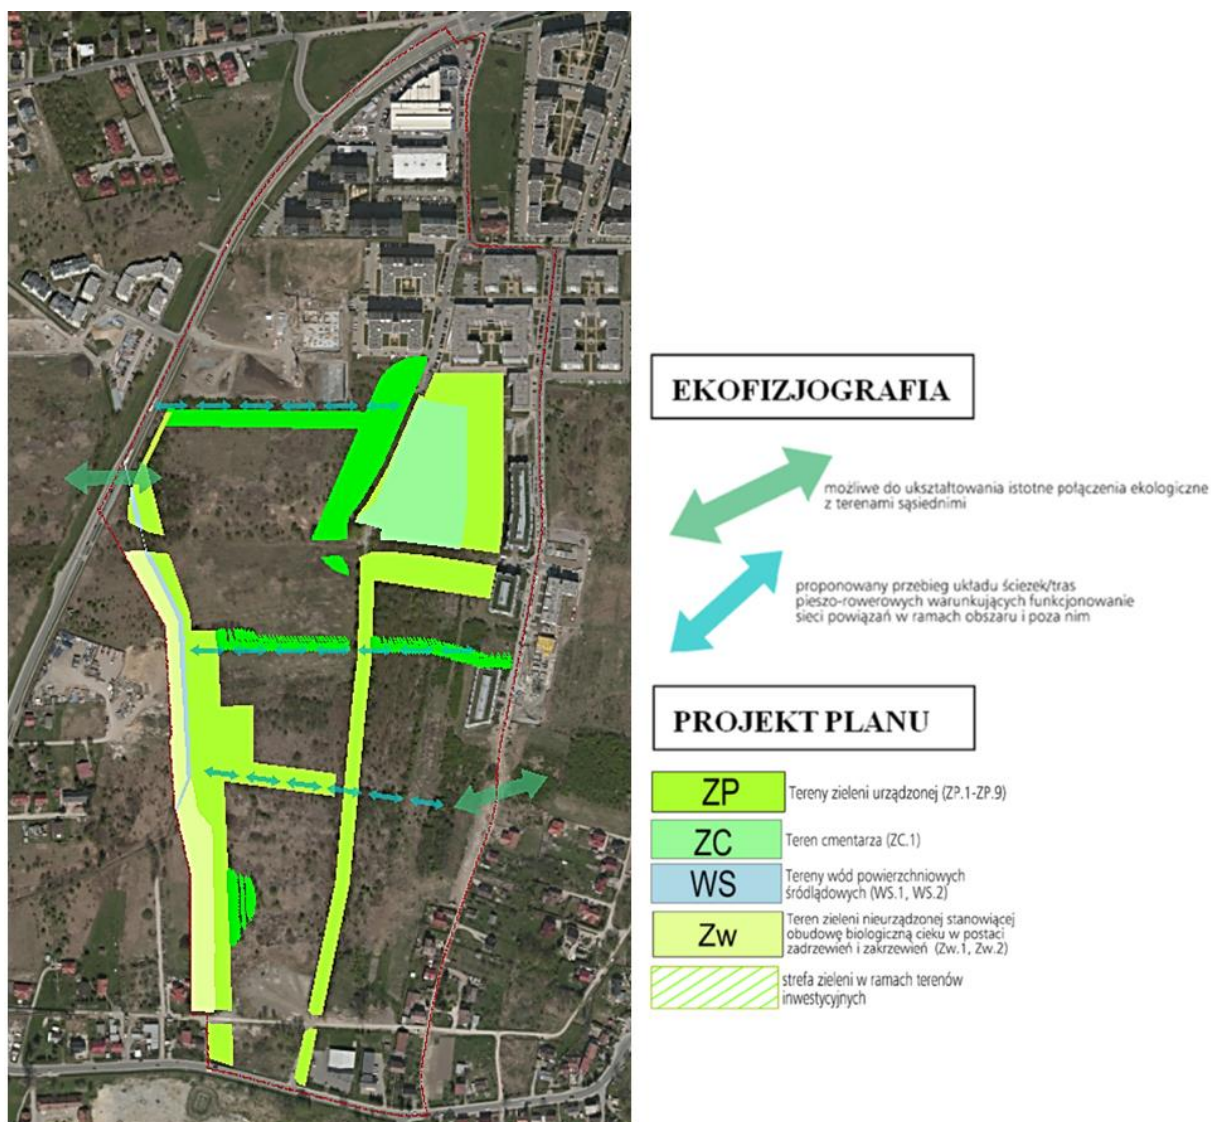 EKOFIZJOGRAFIA
możliwe do ukształtowania istotne połączenia ekologiczne
z terenami sąsiednimi
proponowany przebieg układu ścieżek/tras
pieszo-rowerowych warunkujących funkcjonowanie
sieci powiązań w ramach obszaru i poza nim
PROJEKT PLANU
ZP Tereny zieleni urządzonej (ZP.1-ZP.9)
ZC Teren cmentarza (ZC.1)
WS Tereny wód powierzchniowych
śródlądowych (WS.1, WS.2)
Zw Teren zieleni nieurządzonej stanowiącej
obudowę biologiczną cieku w postaci
zadrzewień i zakrzewień (Zw.1, Zw.2)
strefa zieleni w ramach terenów
inwestycyjnych